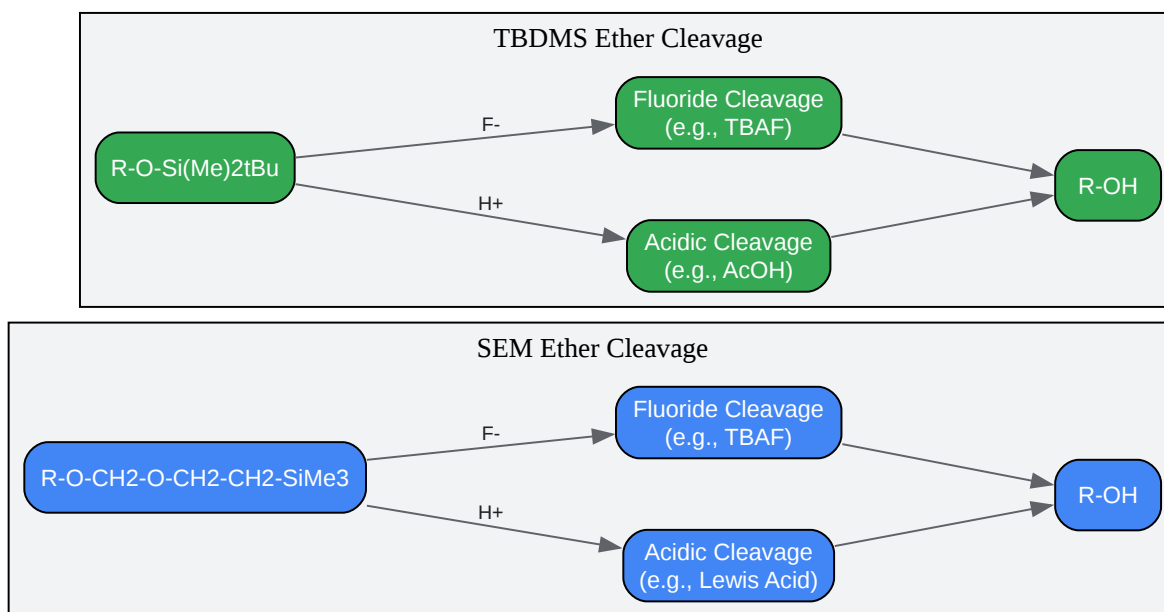 TBDMS Ether Cleavage
R-O-Si(Me)2tBu
F-
H+
Fluoride Cleavage
(e.g., TBAF)
Acidic Cleavage
(e.g., AcOH)
R-OH
SEM Ether Cleavage
R-O-CH2-O-CH2-CH2-SiMe3
F-
H+
Fluoride Cleavage
(e.g., TBAF)
Acidic Cleavage
(e.g., Lewis Acid)
R-OH